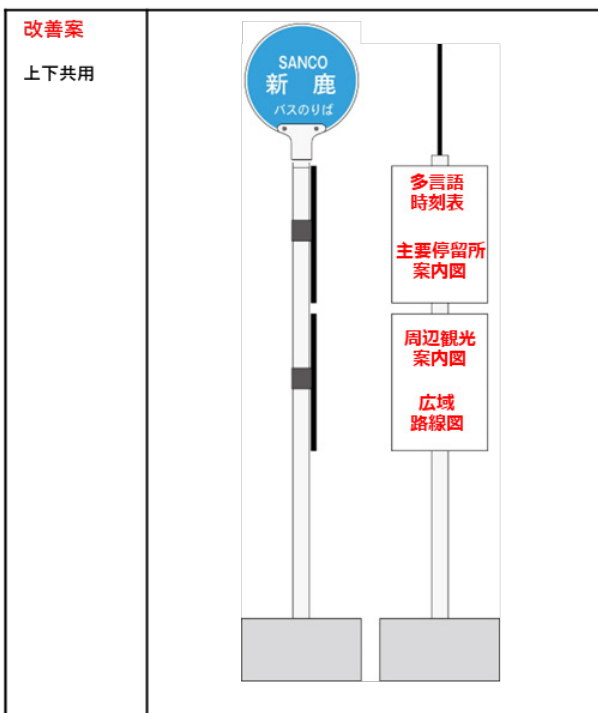 改善案
上下共用
SANCO
新 鹿
バスのりば
多言語
時刻表
主要停留所
案内図
周辺観光
案内図
広域
路線図